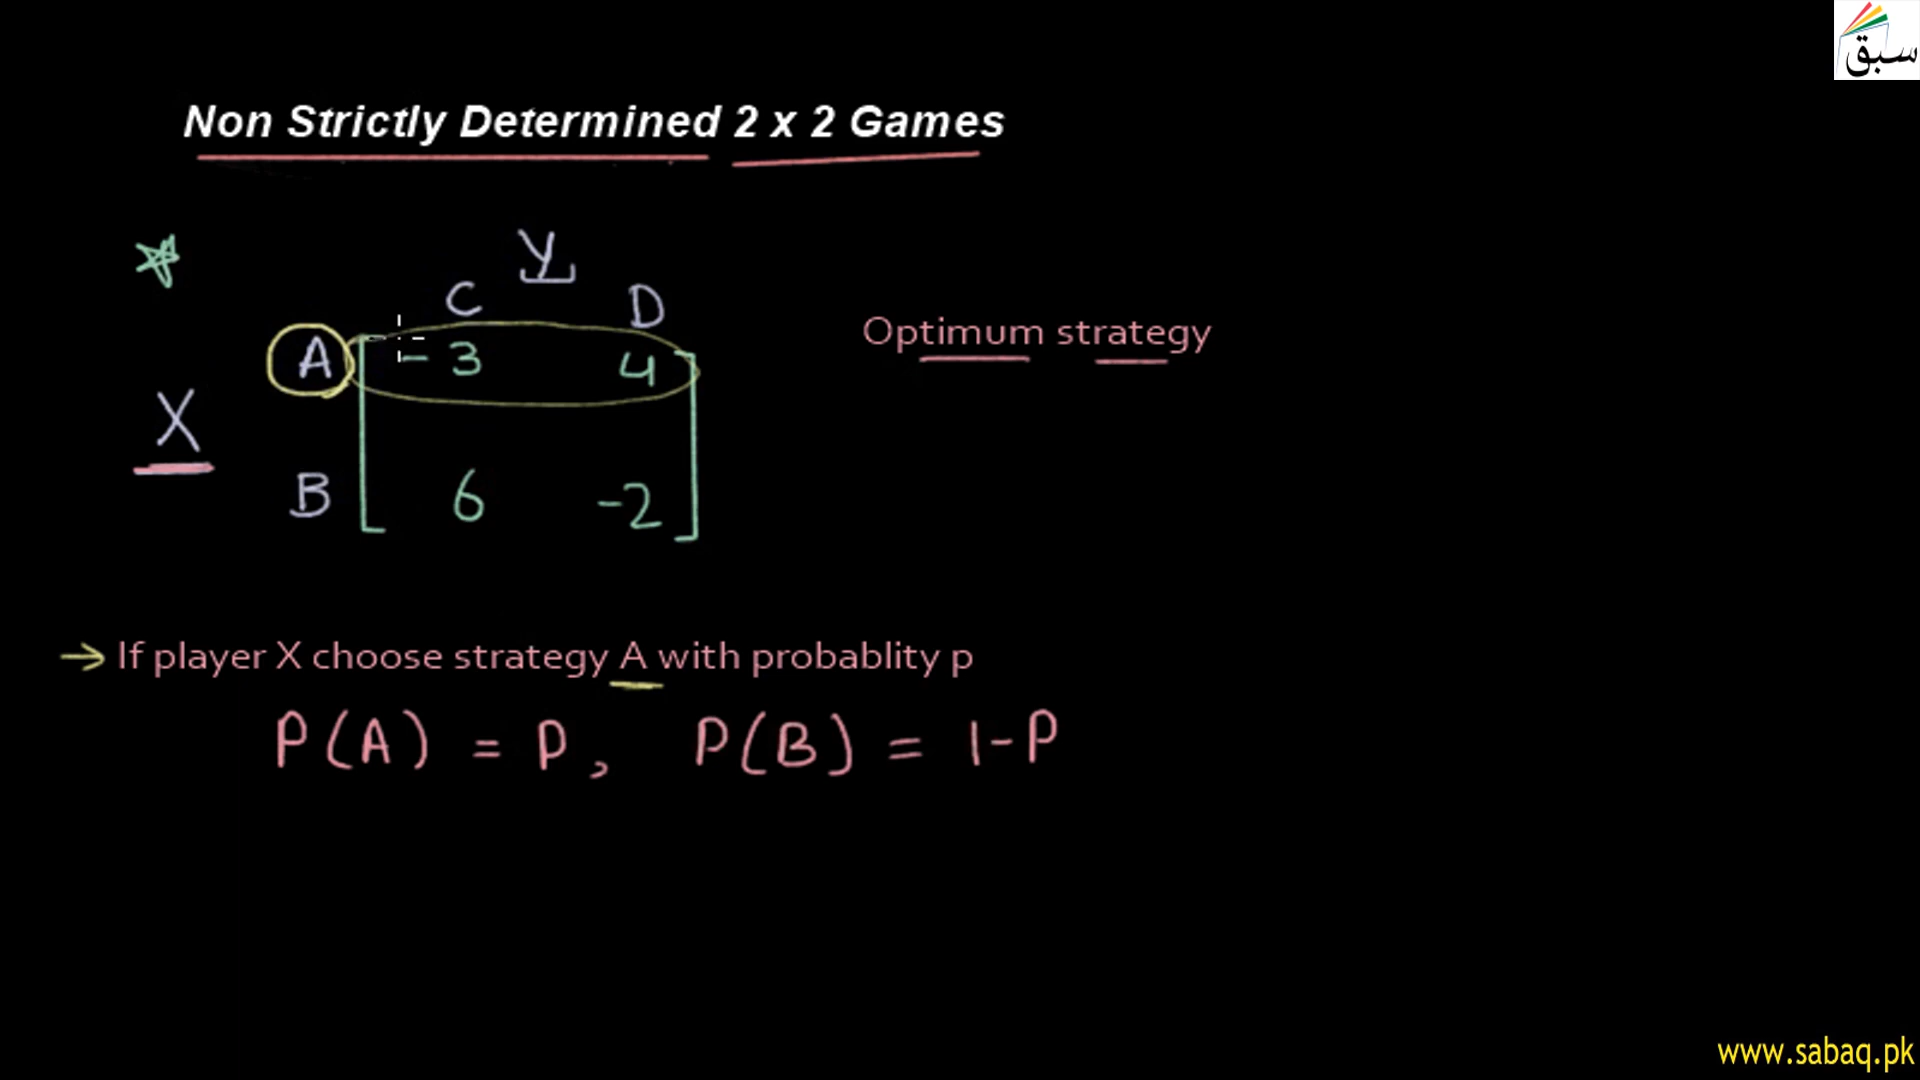 سبق
Non Strictly Determined 2 x 2 Games
Y
C D
A - 3 4
Optimum strategy
X
B 6 -2
→ If player X choose strategy A with probablity p
P(A) = P, P(B) = 1-P
www.sabaq.pk